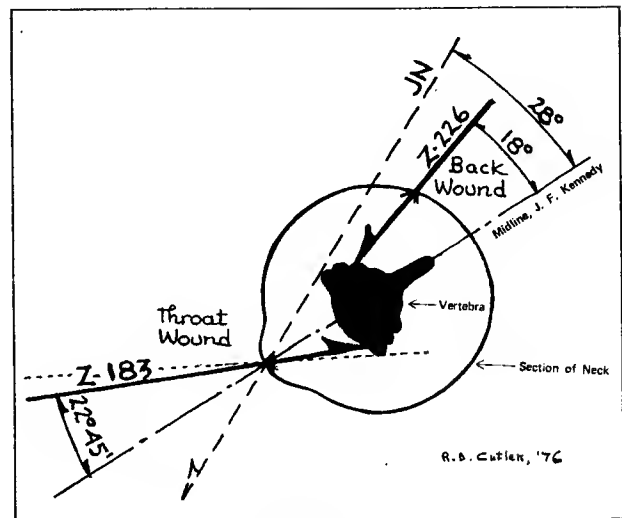 JN
28°
Z-226
18°
Back
Wound
Midline, J. F. Kennedy
Vertebra
Throat
Wound
Z-183
Section of Neck
22°45'
R.B. Cutler, '76